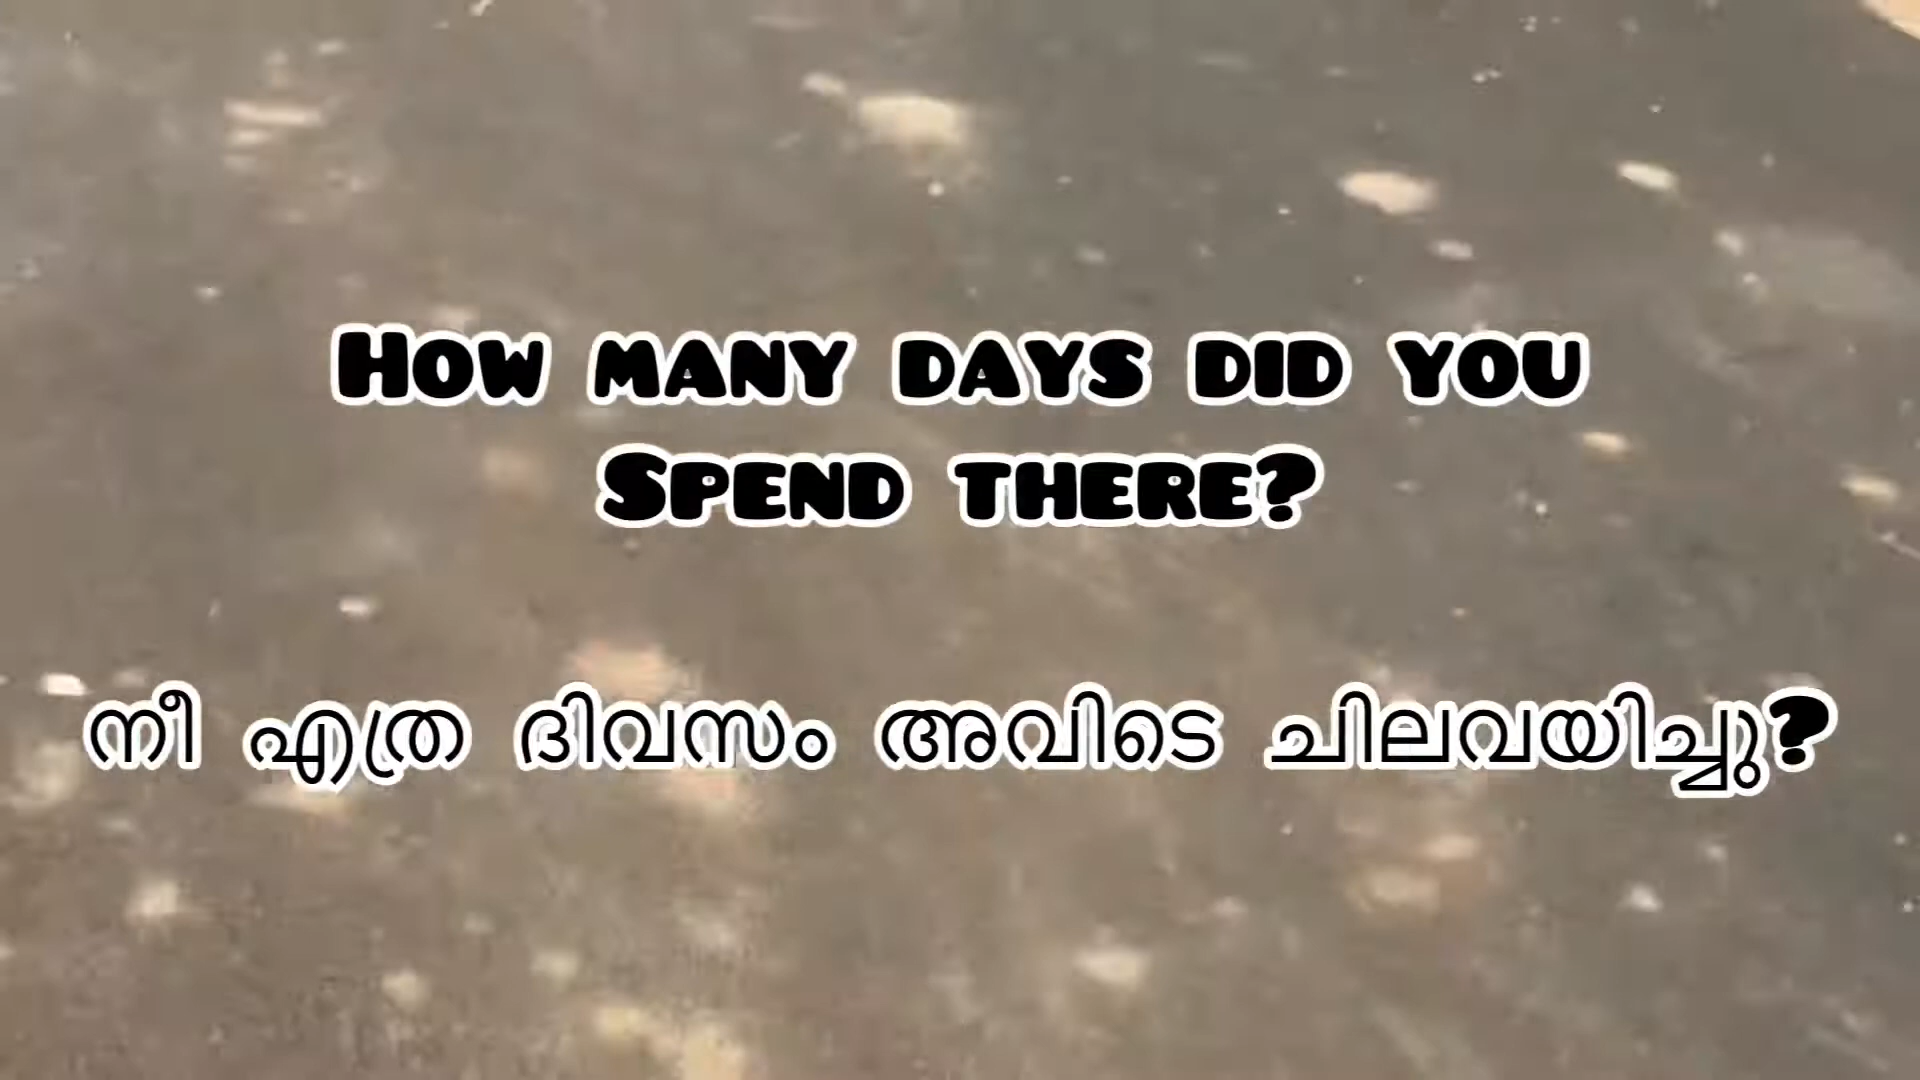 How many days did you
Spend there?
നീ എത്ര ദിവസം അവിടെ ചിലവയിച്ചു?